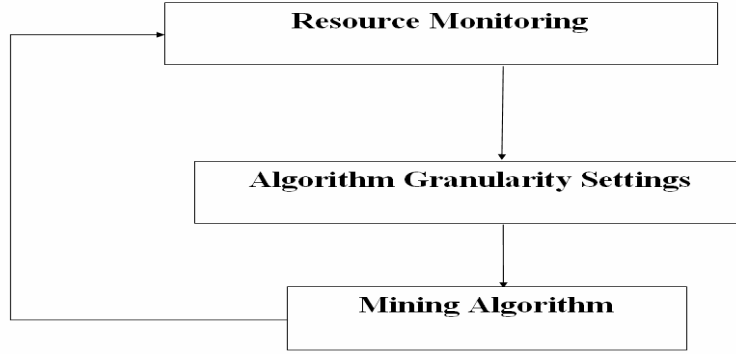 Resource Monitoring
Algorithm Granularity Settings
Mining Algorithm